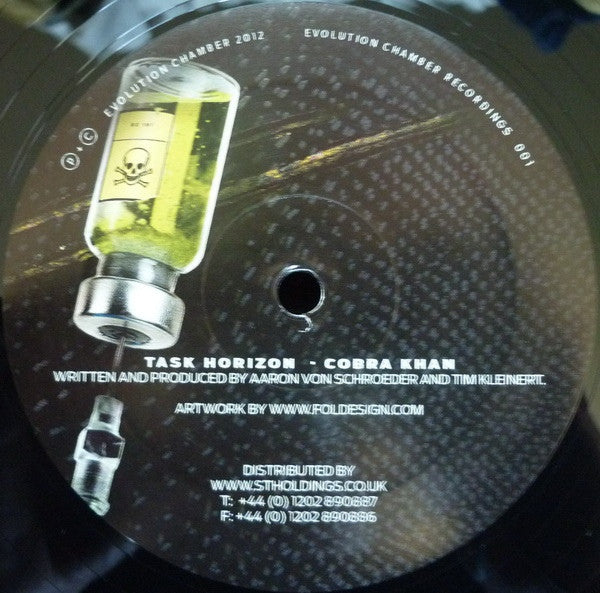 Ⓟ + Ⓒ EVOLUTION CHAMBER 2012
EVOLUTION CHAMBER RECORDINGS 001
TASK HORIZON - COBRA KHAN
WRITTEN AND PRODUCED BY AARON VON SCHROEDER AND TIM KLEINERT.
ARTWORK BY WWW.FOLDESIGN.COM
DISTRIBUTED BY
WWW.STHOLDINGS.CO.UK
T: +44 (0) 1202 890887
F: +44 (0) 1202 890886